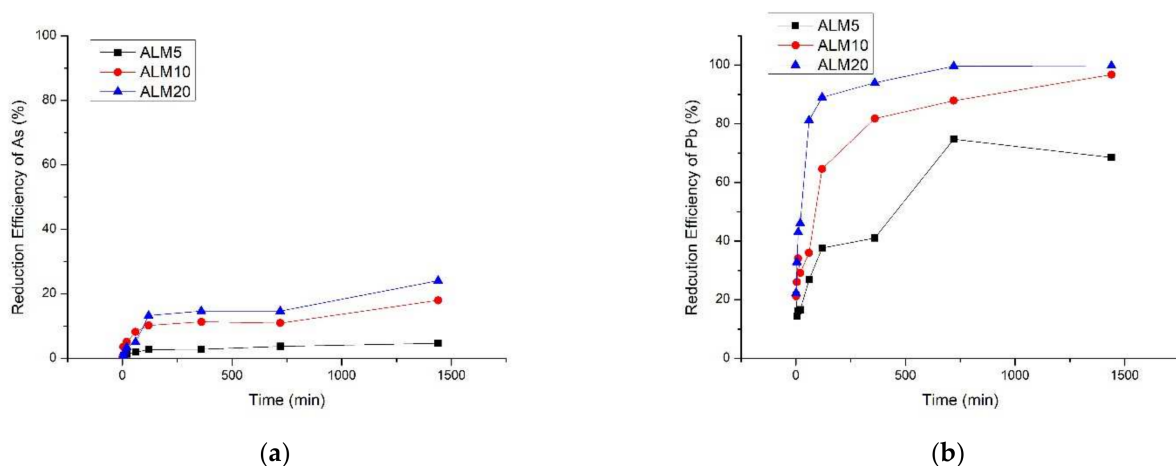 100
80
60
40
20
0
Reduction Efficiency of As (%)
ALM5
ALM10
ALM20
0 500 1000 1500
Time (min)
(a)
100
80
60
40
20
0
Redcution Efficiency of Pb (%)
ALM5
ALM10
ALM20
0 500 1000 1500
Time (min)
(b)